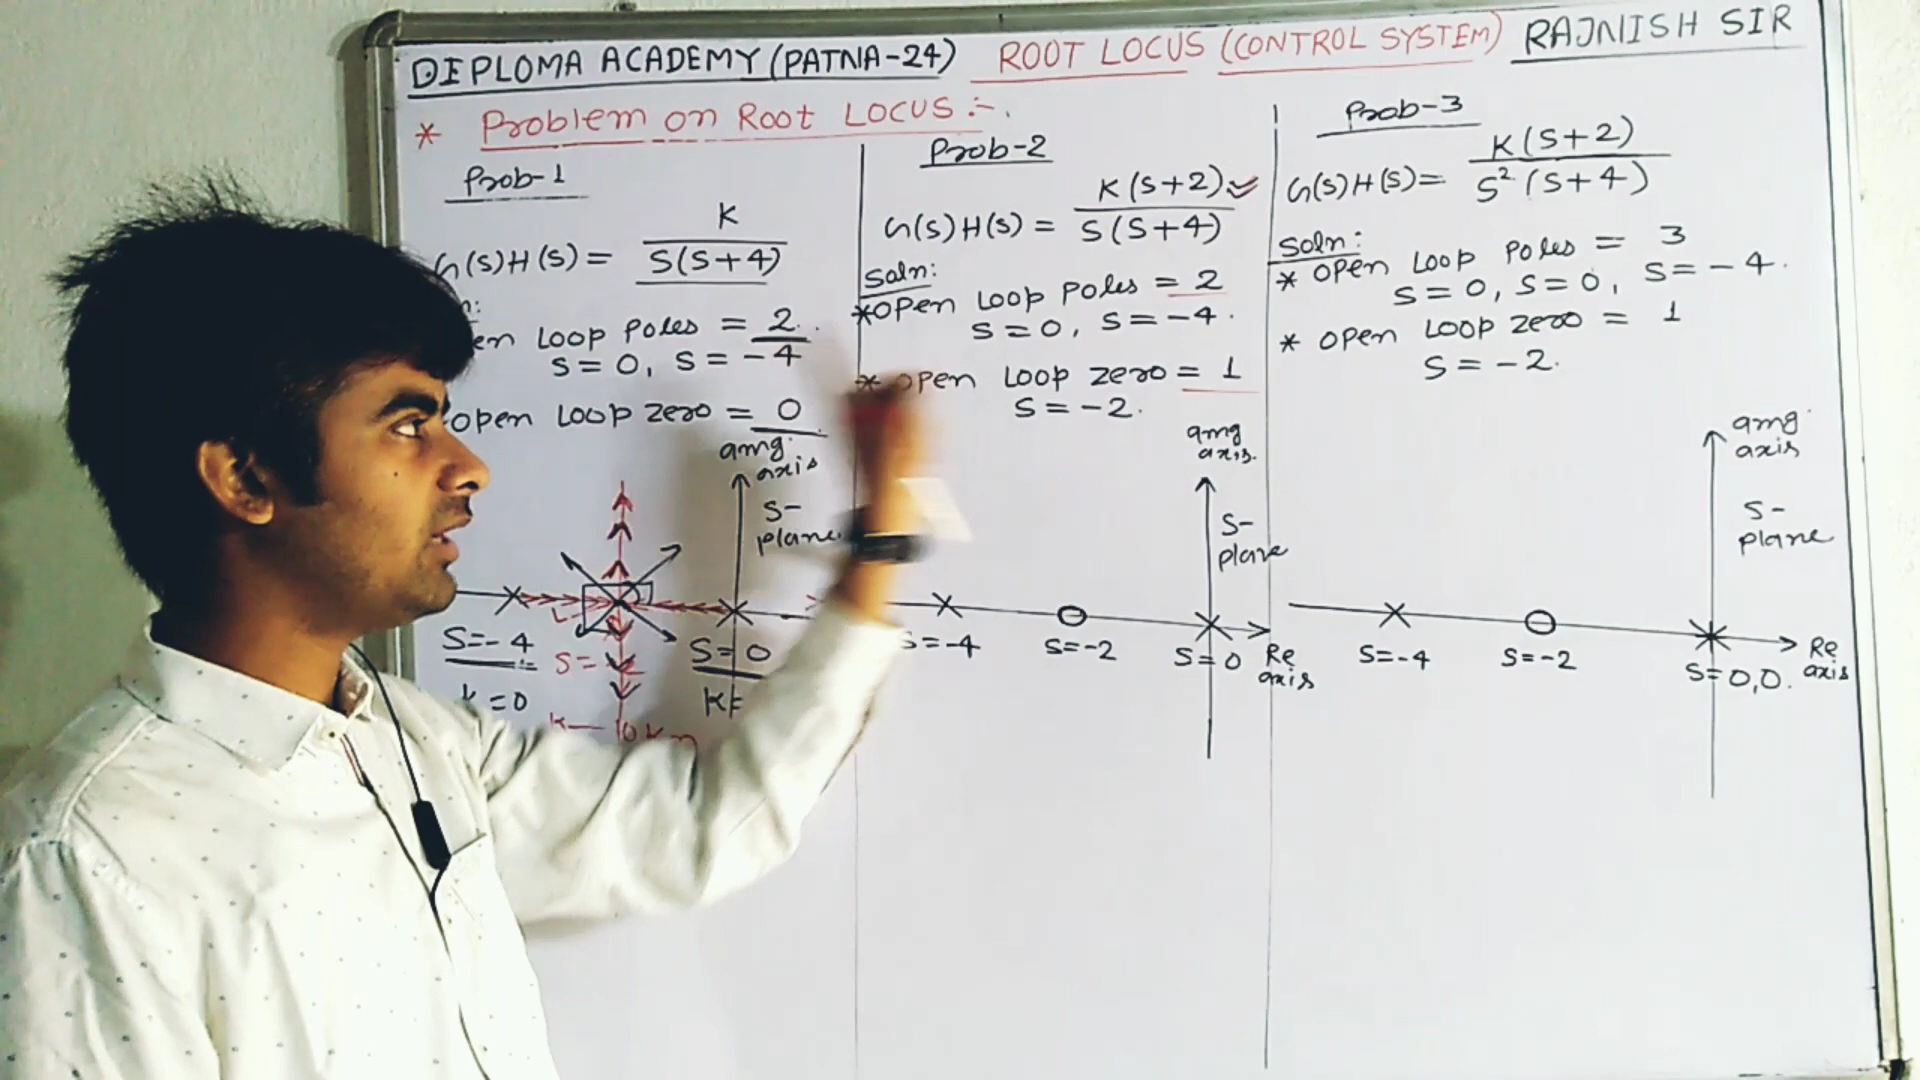 DIPLOMA ACADEMY (PATNA-24) ROOT LOCUS (CONTROL SYSTEM) RAJNISH SIR
* Problem on Root LOCUS :-
Prob-1
G(s)H(s) = K
S(S+4)
en Loop Poles = 2
S=0, S=-4
open Loop zero = 0
amg
axis
S-
plane
S=-4
S=0
K=0
K=
Prob-2
G(s)H(s) = K(S+2)
S(S+4)
Soln:
*open Loop Poles = 2
S=0, S=-4.
* open Loop zero = 1
S=-2.
amg
axis.
S-
plane
S=-4 S=-2 S=0 Re
axis
Prob-3
G(s)H(s)= K(S+2)
S²(S+4)
Soln:
* open Loop Poles = 3
S=0, S=0, S=-4.
* open Loop zero = 1
S=-2.
amg
axis
S-
plane
S=-4 S=-2 S=0,0. Re
axis